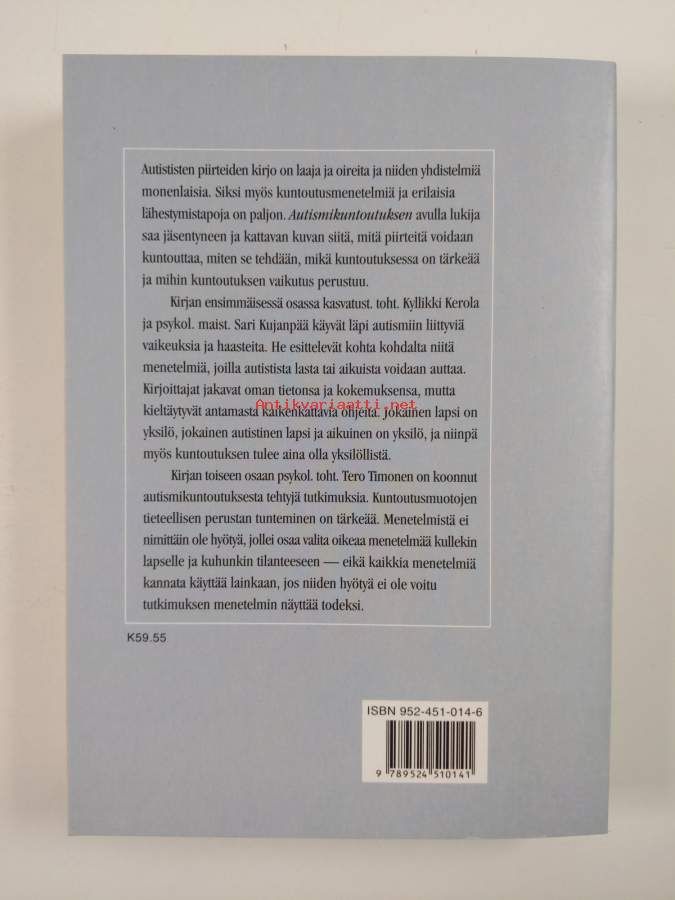 Autististen piirteiden kirjo on laaja ja oireita ja niiden yhdistelmiä
monenlaisia. Siksi myös kuntoutusmenetelmiä ja erilaisia
lähestymistapoja on paljon. Autismikuntoutuksen avulla lukija
saa jäsentyneen ja kattavan kuvan siitä, mitä piirteitä voidaan
kuntouttaa, miten se tehdään, mikä kuntoutuksessa on tärkeää
ja mihin kuntoutuksen vaikutus perustuu.
Kirjan ensimmäisessä osassa kasvatust. toht. Kyllikki Kerola
ja psykol. maist. Sari Kujanpää käyvät läpi autismiin liittyviä
vaikeuksia ja haasteita. He esittelevät kohta kohdalta niitä
menetelmiä, joilla autistista lasta tai aikuista voidaan auttaa.
Kirjoittajat jakavat oman tietonsa ja kokemuksensa, mutta
Antikvariaatti.net
kieltäytyvät antamasta kaikenkattavia ohjeita. Jokainen lapsi on
yksilö, jokainen autistinen lapsi ja aikuinen on yksilö, ja niinpä
myös kuntoutuksen tulee aina olla yksilöllistä.
Kirjan toiseen osaan psykol. toht. Tero Timonen on koonnut
autismikuntoutuksesta tehtyjä tutkimuksia. Kuntoutusmuotojen
tieteellisen perustan tunteminen on tärkeää. Menetelmistä ei
nimittäin ole hyötyä, jollei osaa valita oikeaa menetelmää kullekin
lapselle ja kuhunkin tilanteeseen — eikä kaikkia menetelmiä
kannata käyttää lainkaan, jos niiden hyötyä ei ole voitu
tutkimuksen menetelmin näyttää todeksi.
K59.55
ISBN 952-451-014-6
9 789524 510141